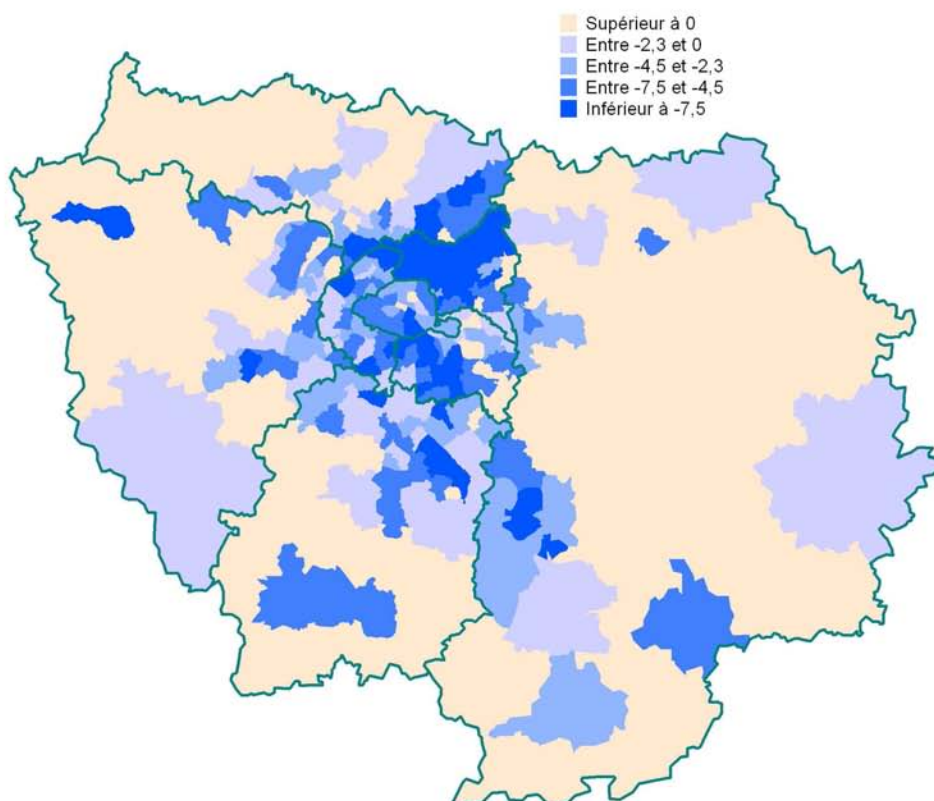 Supérieur à 0
Entre -2,3 et 0
Entre -4,5 et -2,3
Entre -7,5 et -4,5
Inférieur à -7,5